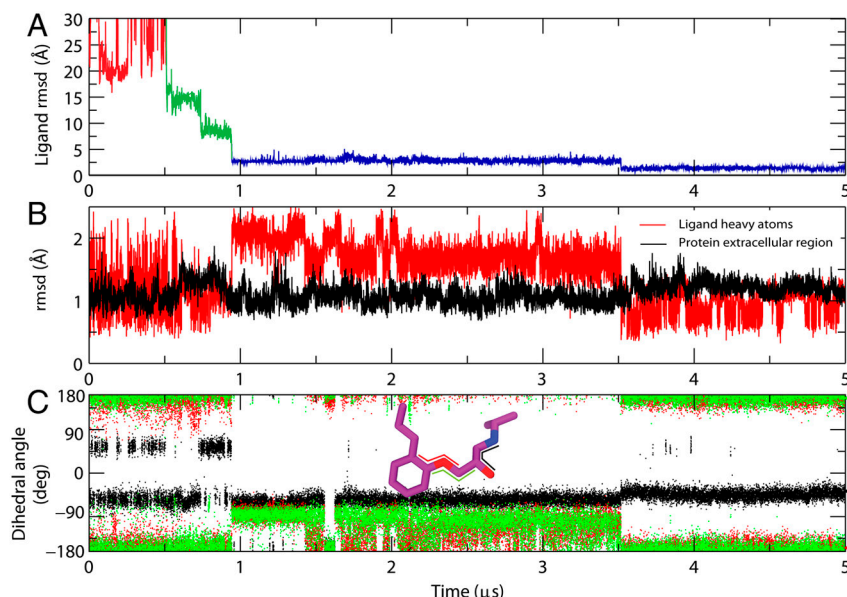 A
Ligand rmsd (Å)
30
25
20
15
10
5
0
0 1 2 3 4 5
B
rmsd (Å)
2
1
0
Ligand heavy atoms
Protein extracellular region
0 1 2 3 4 5
C
Dihedral angle
(deg)
180
90
0
−90
−180
0 1 2 3 4 5
Time (μs)